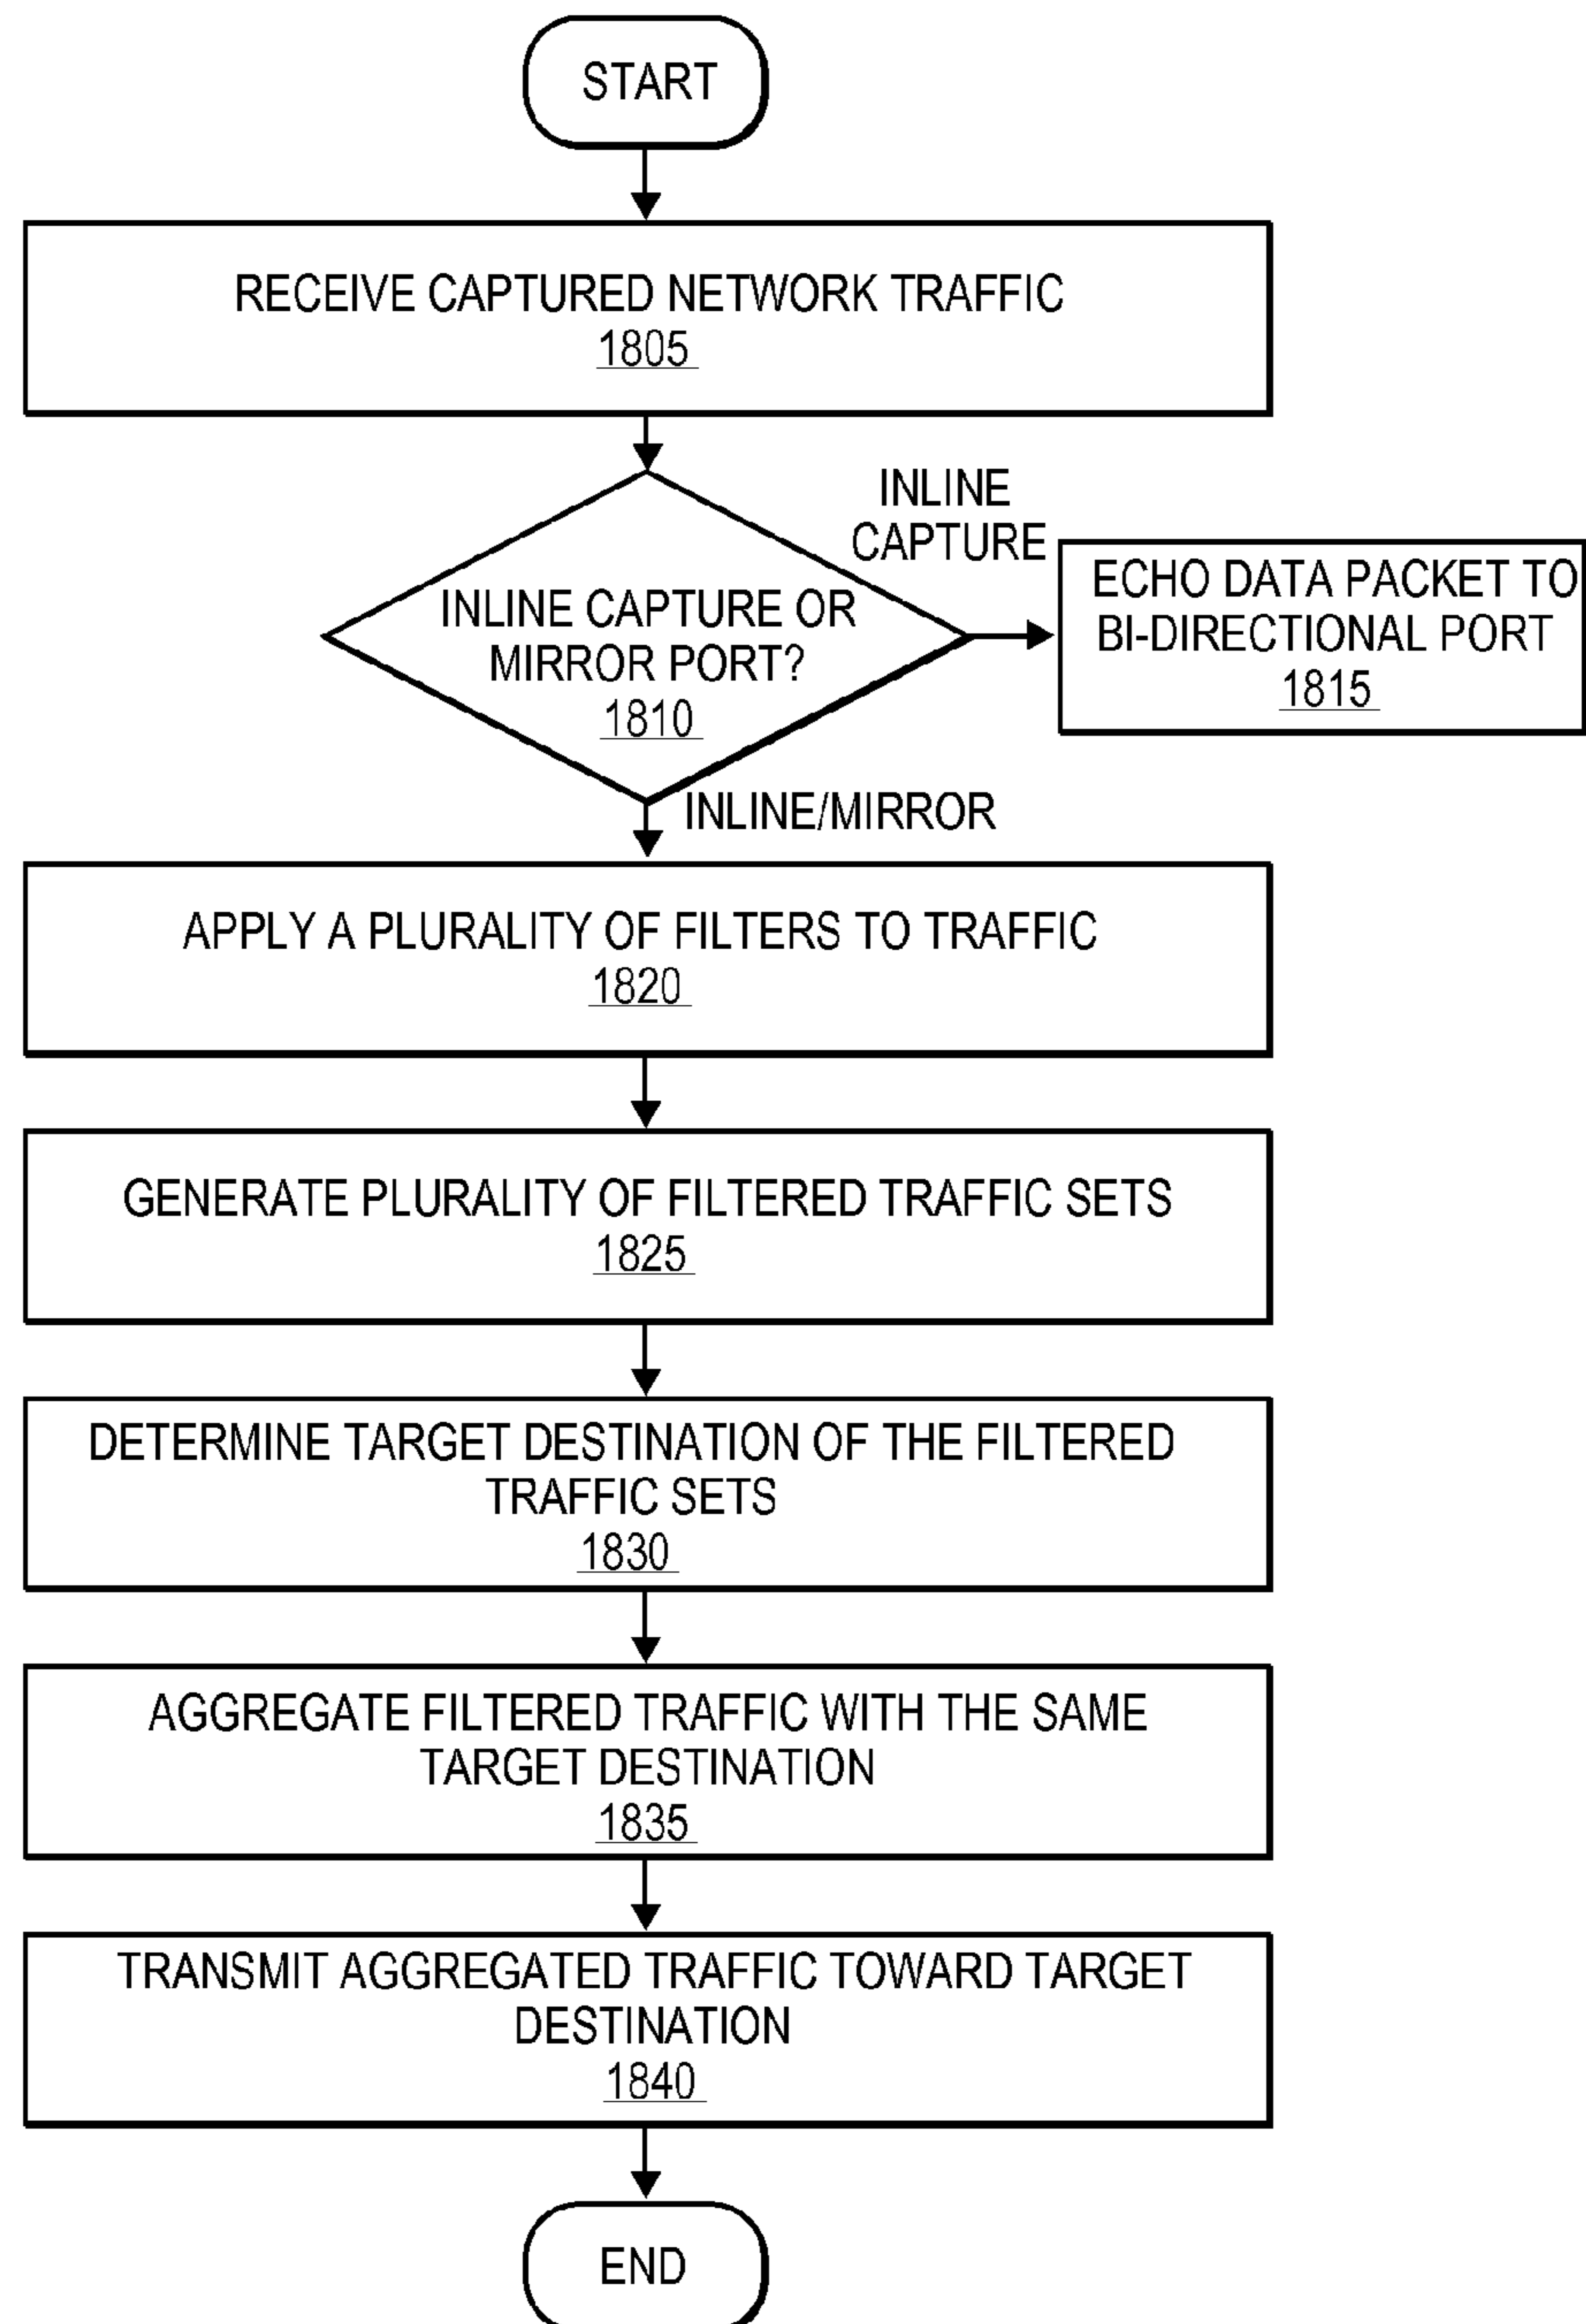 START
RECEIVE CAPTURED NETWORK TRAFFIC
1805
INLINE
CAPTURE
INLINE CAPTURE OR
MIRROR PORT?
1810
ECHO DATA PACKET TO
BI-DIRECTIONAL PORT
1815
INLINE/MIRROR
APPLY A PLURALITY OF FILTERS TO TRAFFIC
1820
GENERATE PLURALITY OF FILTERED TRAFFIC SETS
1825
DETERMINE TARGET DESTINATION OF THE FILTERED
TRAFFIC SETS
1830
AGGREGATE FILTERED TRAFFIC WITH THE SAME
TARGET DESTINATION
1835
TRANSMIT AGGREGATED TRAFFIC TOWARD TARGET
DESTINATION
1840
END